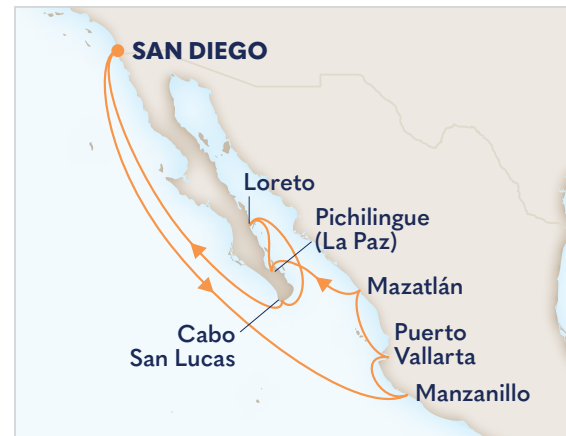 SAN DIEGO
Loreto
Pichilingue
(La Paz)
Mazatlán
Cabo
San Lucas
Puerto
Vallarta
Manzanillo